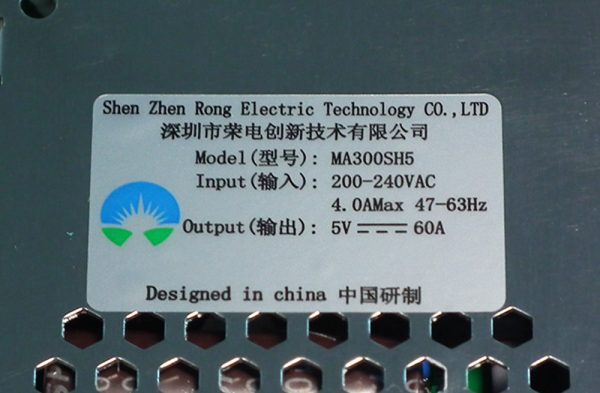 Shen Zhen Rong Electric Technology CO.,LTD
深圳市荣电创新技术有限公司
Model(型号): MA300SH5
Input(输入): 200-240VAC
4.0AMax 47-63Hz
Output(输出): 5V ⎓ 60A
Designed in china 中国研制